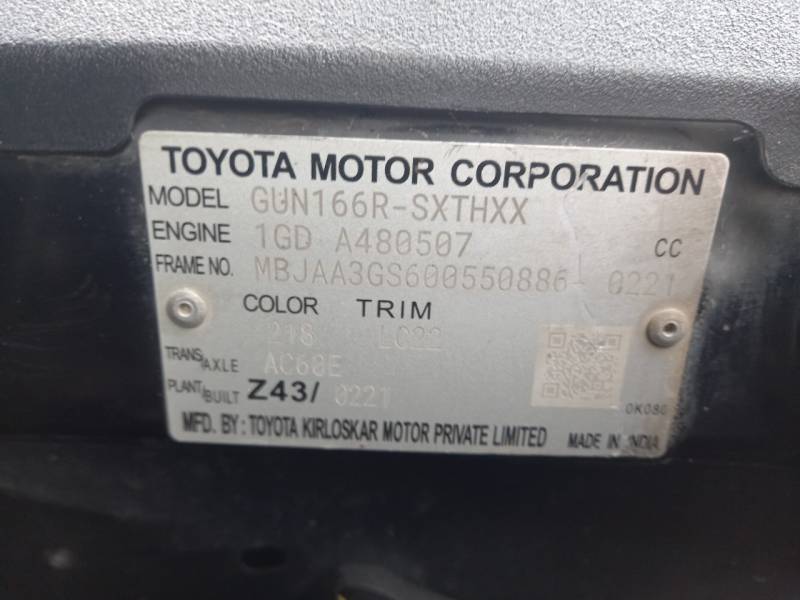 TOYOTA MOTOR CORPORATION
MODEL GUN166R-SXTHXX
ENGINE 1GD A480507 CC
FRAME NO. MBJAA3GS600550886- 0221
COLOR TRIM
218 LC22
TRANS/AXLE AC60E
PLANT/BUILT Z43/ 0221
0K080
MFD. BY : TOYOTA KIRLOSKAR MOTOR PRIVATE LIMITED MADE IN INDIA